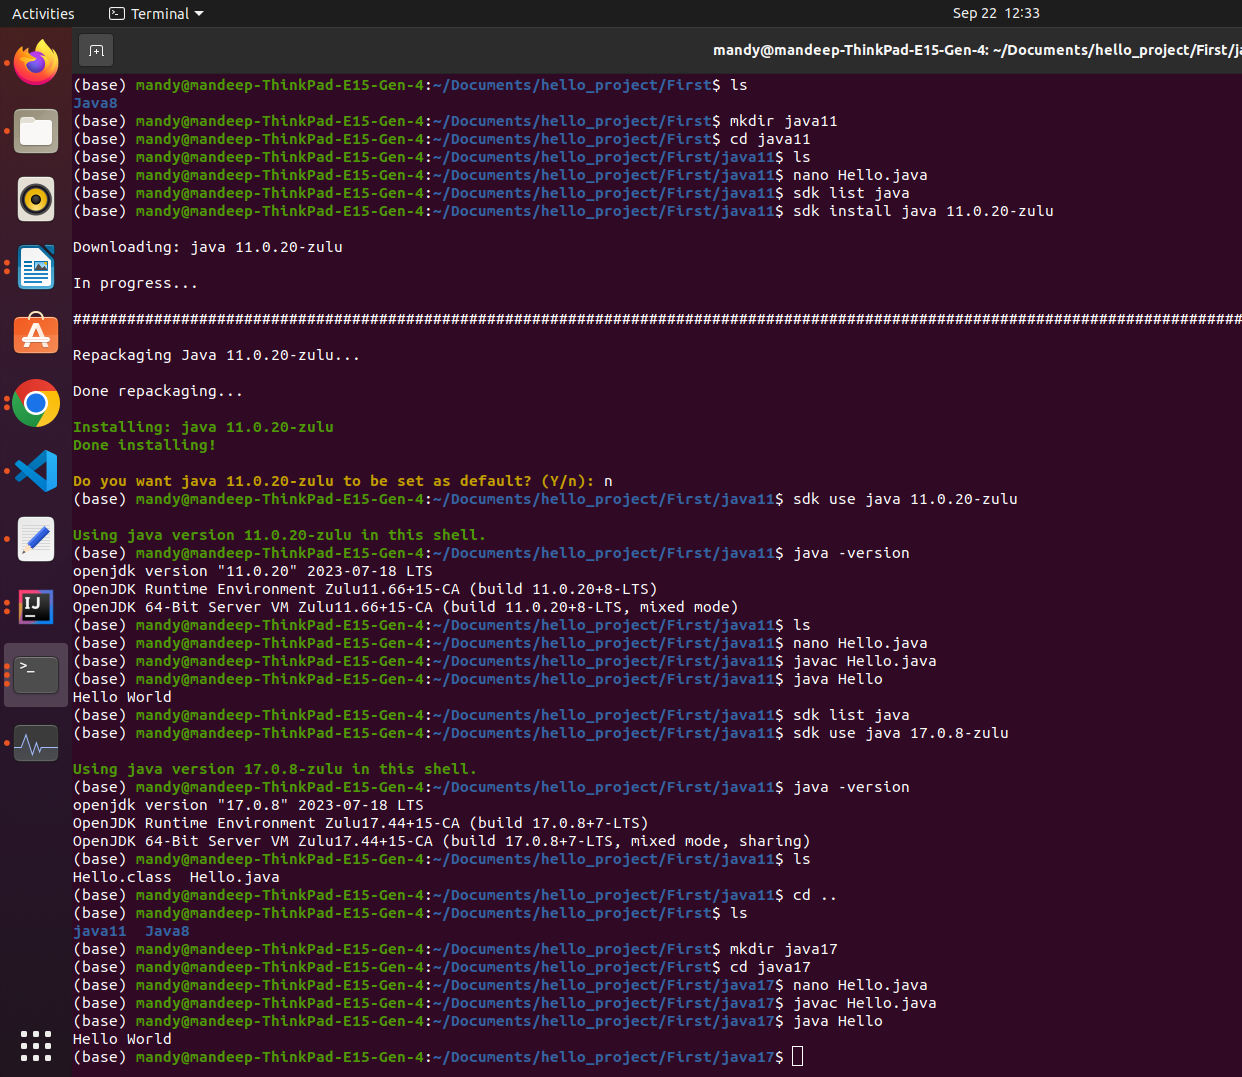 Activities Terminal Sep 22 12:33
mandy@mandeep-ThinkPad-E15-Gen-4: ~/Documents/hello_project/First/ja
(base) mandy@mandeep-ThinkPad-E15-Gen-4:~/Documents/hello_project/First$ ls
Java8
(base) mandy@mandeep-ThinkPad-E15-Gen-4:~/Documents/hello_project/First$ mkdir java11
(base) mandy@mandeep-ThinkPad-E15-Gen-4:~/Documents/hello_project/First$ cd java11
(base) mandy@mandeep-ThinkPad-E15-Gen-4:~/Documents/hello_project/First/java11$ ls
(base) mandy@mandeep-ThinkPad-E15-Gen-4:~/Documents/hello_project/First/java11$ nano Hello.java
(base) mandy@mandeep-ThinkPad-E15-Gen-4:~/Documents/hello_project/First/java11$ sdk list java
(base) mandy@mandeep-ThinkPad-E15-Gen-4:~/Documents/hello_project/First/java11$ sdk install java 11.0.20-zulu
Downloading: java 11.0.20-zulu
In progress...
##################################################################################################################################
Repackaging Java 11.0.20-zulu...
Done repackaging...
Installing: java 11.0.20-zulu
Done installing!
Do you want java 11.0.20-zulu to be set as default? (Y/n): n
(base) mandy@mandeep-ThinkPad-E15-Gen-4:~/Documents/hello_project/First/java11$ sdk use java 11.0.20-zulu
Using java version 11.0.20-zulu in this shell.
(base) mandy@mandeep-ThinkPad-E15-Gen-4:~/Documents/hello_project/First/java11$ java -version
openjdk version "11.0.20" 2023-07-18 LTS
OpenJDK Runtime Environment Zulu11.66+15-CA (build 11.0.20+8-LTS)
OpenJDK 64-Bit Server VM Zulu11.66+15-CA (build 11.0.20+8-LTS, mixed mode)
(base) mandy@mandeep-ThinkPad-E15-Gen-4:~/Documents/hello_project/First/java11$ ls
(base) mandy@mandeep-ThinkPad-E15-Gen-4:~/Documents/hello_project/First/java11$ nano Hello.java
(base) mandy@mandeep-ThinkPad-E15-Gen-4:~/Documents/hello_project/First/java11$ javac Hello.java
(base) mandy@mandeep-ThinkPad-E15-Gen-4:~/Documents/hello_project/First/java11$ java Hello
Hello World
(base) mandy@mandeep-ThinkPad-E15-Gen-4:~/Documents/hello_project/First/java11$ sdk list java
(base) mandy@mandeep-ThinkPad-E15-Gen-4:~/Documents/hello_project/First/java11$ sdk use java 17.0.8-zulu
Using java version 17.0.8-zulu in this shell.
(base) mandy@mandeep-ThinkPad-E15-Gen-4:~/Documents/hello_project/First/java11$ java -version
openjdk version "17.0.8" 2023-07-18 LTS
OpenJDK Runtime Environment Zulu17.44+15-CA (build 17.0.8+7-LTS)
OpenJDK 64-Bit Server VM Zulu17.44+15-CA (build 17.0.8+7-LTS, mixed mode, sharing)
(base) mandy@mandeep-ThinkPad-E15-Gen-4:~/Documents/hello_project/First/java11$ ls
Hello.class  Hello.java
(base) mandy@mandeep-ThinkPad-E15-Gen-4:~/Documents/hello_project/First/java11$ cd ..
(base) mandy@mandeep-ThinkPad-E15-Gen-4:~/Documents/hello_project/First$ ls
java11  Java8
(base) mandy@mandeep-ThinkPad-E15-Gen-4:~/Documents/hello_project/First$ mkdir java17
(base) mandy@mandeep-ThinkPad-E15-Gen-4:~/Documents/hello_project/First$ cd java17
(base) mandy@mandeep-ThinkPad-E15-Gen-4:~/Documents/hello_project/First/java17$ nano Hello.java
(base) mandy@mandeep-ThinkPad-E15-Gen-4:~/Documents/hello_project/First/java17$ javac Hello.java
(base) mandy@mandeep-ThinkPad-E15-Gen-4:~/Documents/hello_project/First/java17$ java Hello
Hello World
(base) mandy@mandeep-ThinkPad-E15-Gen-4:~/Documents/hello_project/First/java17$